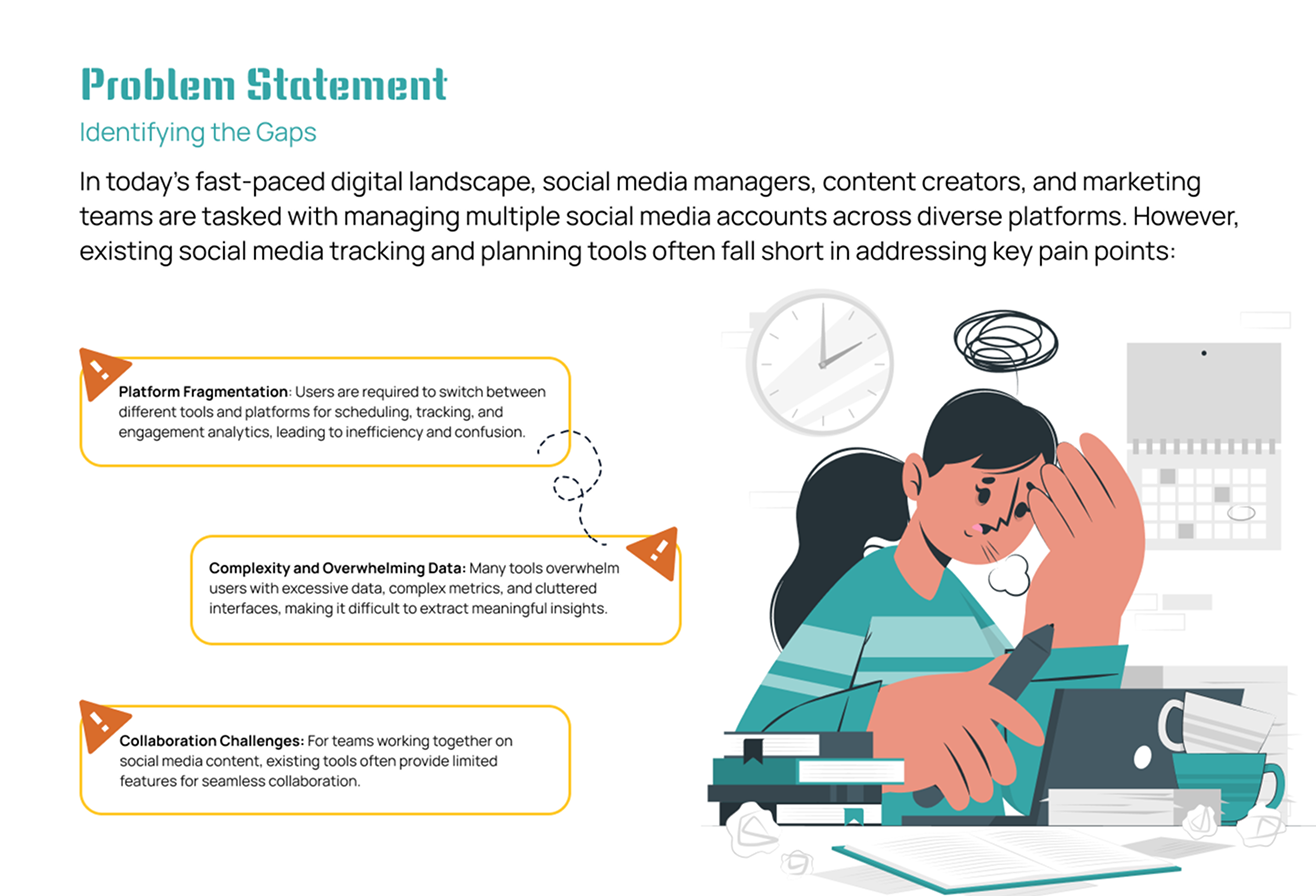 Problem Statement
Identifying the Gaps
In today's fast-paced digital landscape, social media managers, content creators, and marketing
teams are tasked with managing multiple social media accounts across diverse platforms. However,
existing social media tracking and planning tools often fall short in addressing key pain points:
Platform Fragmentation: Users are required to switch between
different tools and platforms for scheduling, tracking, and
engagement analytics, leading to inefficiency and confusion.
Complexity and Overwhelming Data: Many tools overwhelm
users with excessive data, complex metrics, and cluttered
interfaces, making it difficult to extract meaningful insights.
Collaboration Challenges: For teams working together on
social media content, existing tools often provide limited
features for seamless collaboration.